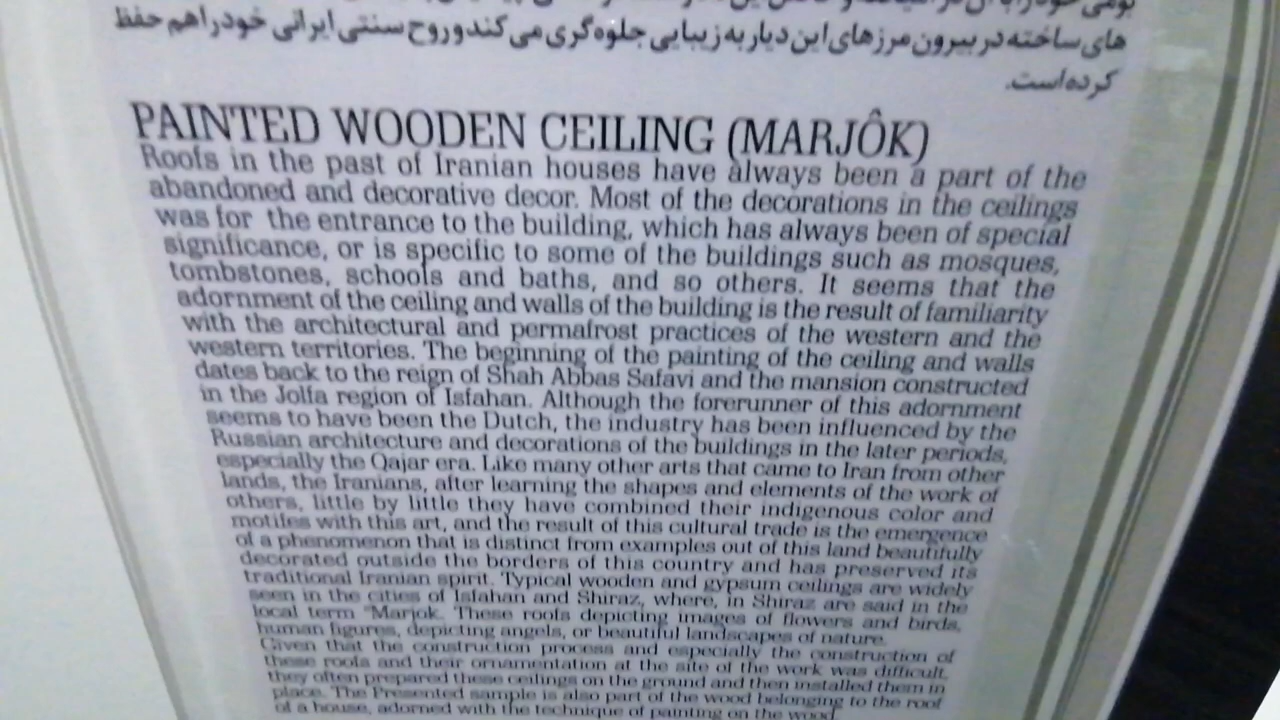 های ساخته در بیرون مرزهای این دیار به زیبایی جلوه گری می کند و روح سنتی ایرانی خود را هم حفظ
کرده است.
PAINTED WOODEN CEILING (MARJÔK)
Roofs in the past of Iranian houses have always been a part of the
abandoned and decorative decor. Most of the decorations in the ceilings
was for the entrance to the building, which has always been of special
significance, or is specific to some of the buildings such as mosques,
tombstones, schools and baths, and so others. It seems that the
adornment of the ceiling and walls of the building is the result of familiarity
with the architectural and permafrost practices of the western and the
western territories. The beginning of the painting of the ceiling and walls
dates back to the reign of Shah Abbas Safavi and the mansion constructed
in the Jolfa region of Isfahan. Although the forerunner of this adornment
seems to have been the Dutch, the industry has been influenced by the
Russian architecture and decorations of the buildings in the later periods,
especially the Qajar era. Like many other arts that came to Iran from other
lands, the Iranians, after learning the shapes and elements of the work of
others, little by little they have combined their indigenous color and
motifes with this art, and the result of this cultural trade is the emergence
of a phenomenon that is distinct from examples out of this land beautifully
decorated outside the borders of this country and has preserved its
traditional Iranian spirit. Typical wooden and gypsum ceilings are widely
seen in the cities of Isfahan and Shiraz, where, in Shiraz are said in the
local term "Marjok. These roofs depicting images of flowers and birds,
human figures, depicting angels, or beautiful landscapes of nature.
Given that the construction process and especially the construction of
these roofs and their ornamentation at the site of the work was difficult,
they often prepared these ceilings on the ground and then installed them in
place. The Presented sample is also part of the wood belonging to the roof
of a house, adorned with the technique of painting on the wood